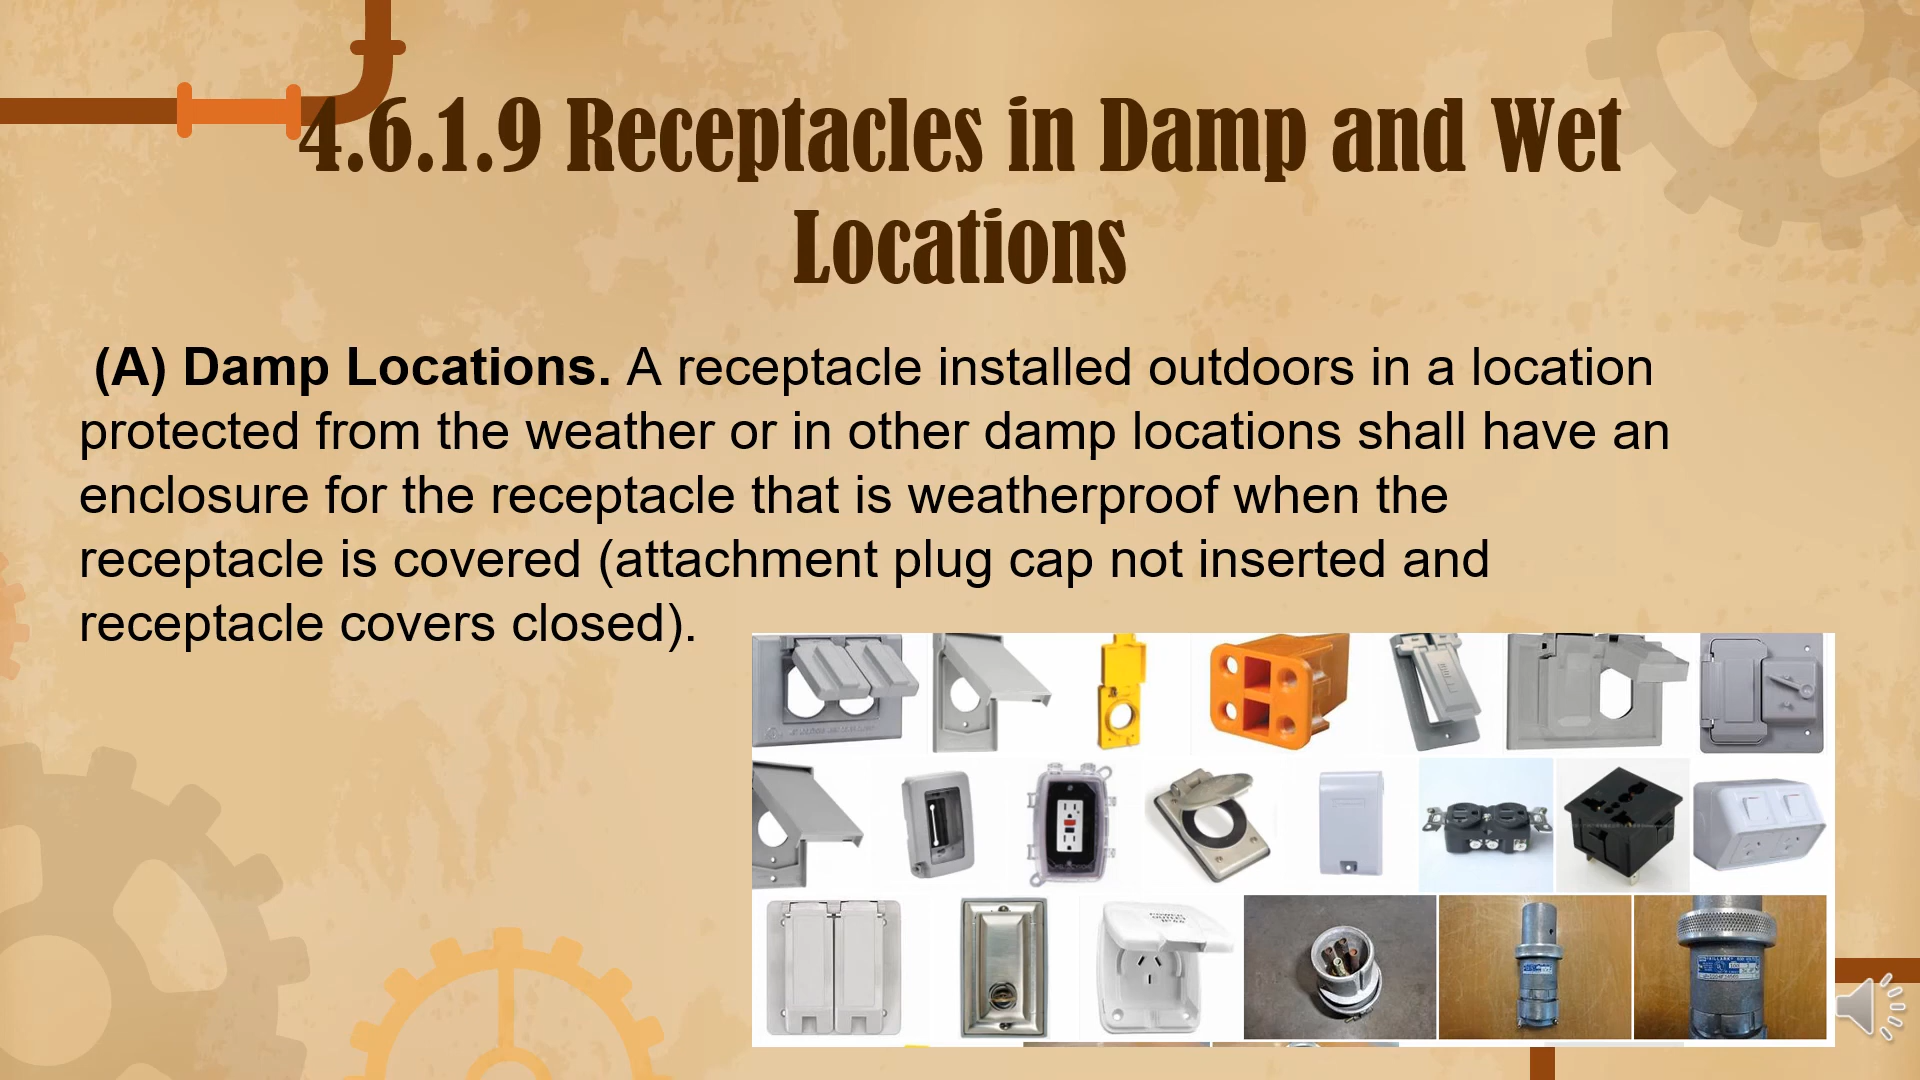 4.6.1.9 Receptacles in Damp and Wet
Locations
(A) Damp Locations. A receptacle installed outdoors in a location
protected from the weather or in other damp locations shall have an
enclosure for the receptacle that is weatherproof when the
receptacle is covered (attachment plug cap not inserted and
receptacle covers closed).
POWER
OUTLET